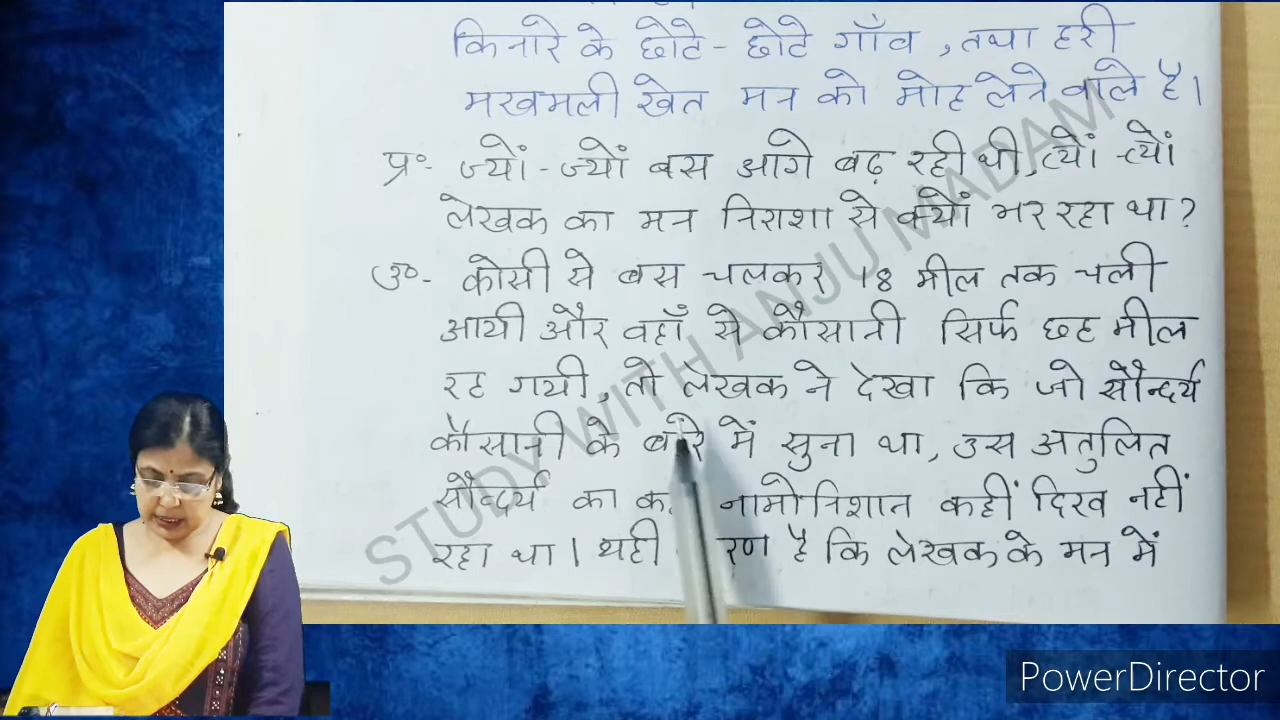 किनारे के छोटे-छोटे गाँव, तथा हरी
मखमली खेत मन को मोह लेने वाले है।
प्र०- ज्यों-ज्यों बस आगे बढ़ रही थी, त्यों-त्यों
लेखक का मन निराशा से क्यों भर रहा था?
उ०- कोसी से बस चलकर 18 मील तक चली
आयी और वहाँ से कौसानी सिर्फ छह मील
रह गयी, तो लेखक ने देखा कि जो सौन्दर्य
कौसानी के बारे में सुना था, उस अतुलित
सौन्दर्य का नामोनिशान कहीं दिख नहीं
रहा था। यही है कि लेखक के मन में
STUDY WITH ANJU MADAM
PowerDirector